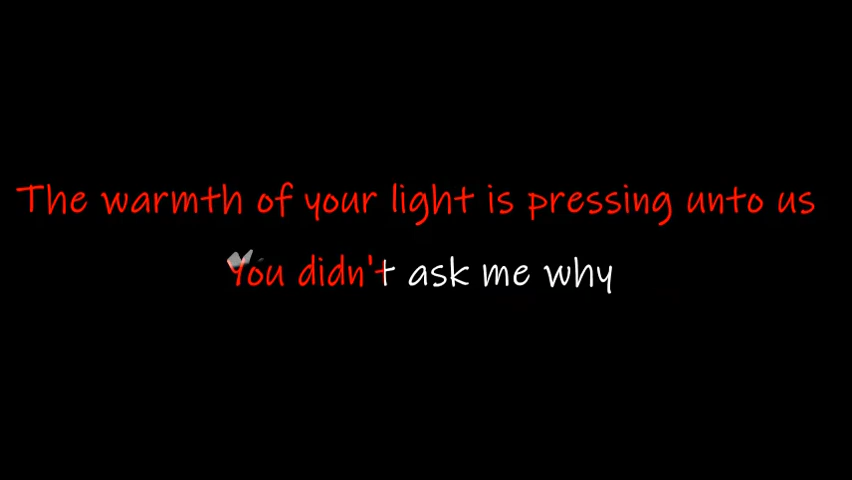 The warmth of your light is pressing unto us
You didn't ask me why